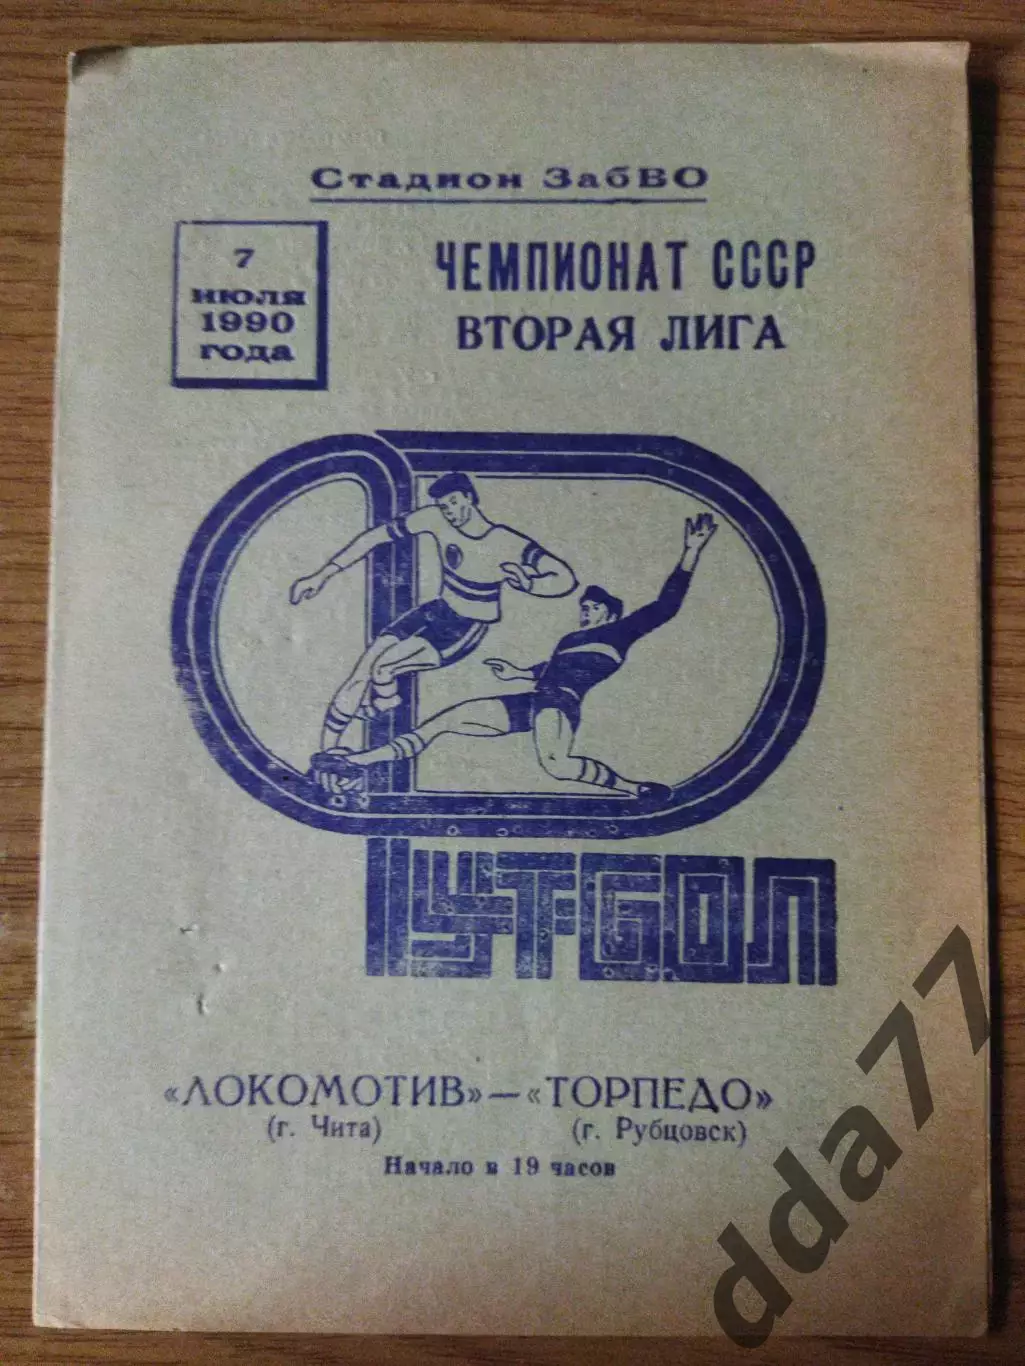 Стадион ЗабВО
7
июля
1990
года
ЧЕМПИОНАТ СССР
ВТОРАЯ ЛИГА
ФУТБОЛ
«ЛОКОМОТИВ» — «ТОРПЕДО»
(г. Чита) (г. Рубцовск)
Начало в 19 часов
dda77